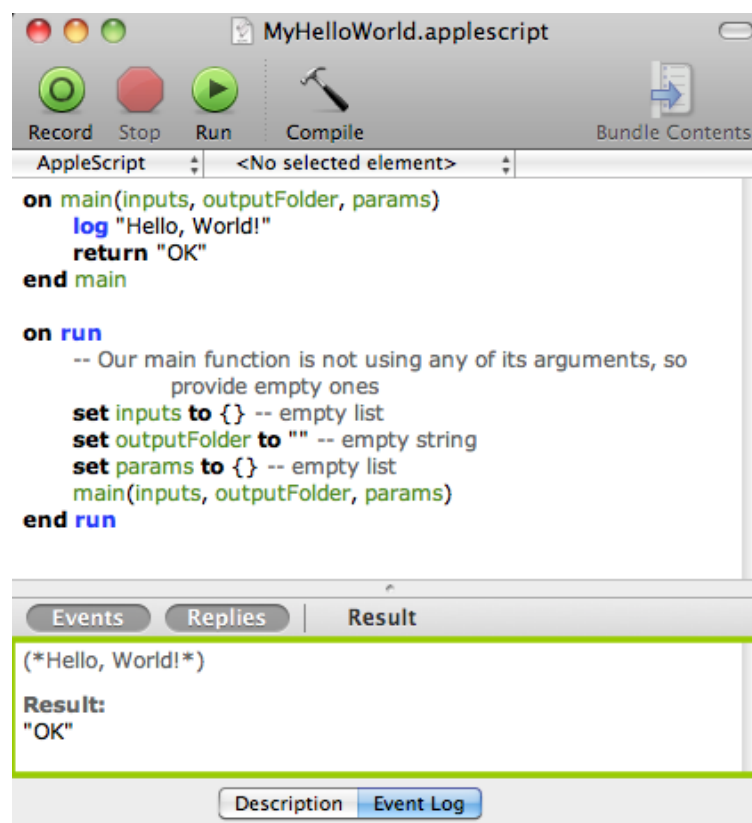 MyHelloWorld.applescript
Record Stop Run Compile Bundle Contents
AppleScript <No selected element>
on main(inputs, outputFolder, params)
log "Hello, World!"
return "OK"
end main
on run
-- Our main function is not using any of its arguments, so
provide empty ones
set inputs to {} -- empty list
set outputFolder to "" -- empty string
set params to {} -- empty list
main(inputs, outputFolder, params)
end run
Events Replies Result
(*Hello, World!*)
Result:
"OK"
Description Event Log